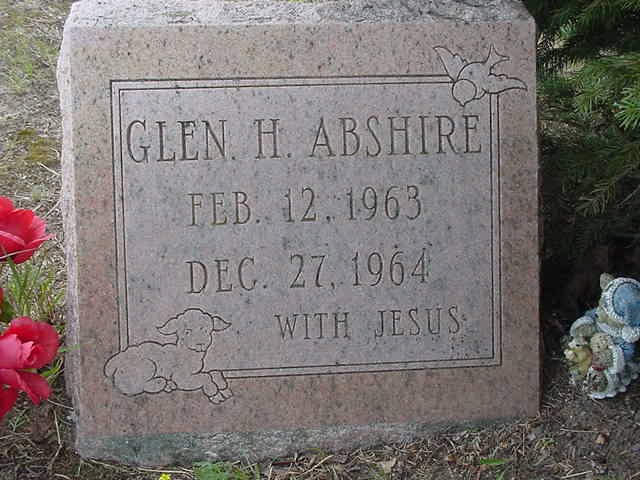 GLEN. H. ABSHIRE
FEB. 12, 1963
DEC. 27, 1964
WITH JESUS